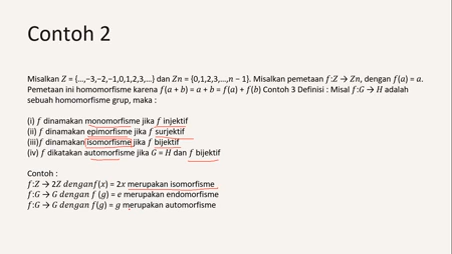 Contoh 2
Misalkan Z = {…,−3,−2,−1,0,1,2,3,…} dan Zn = {0,1,2,3,…,n − 1}. Misalkan pemetaan f:Z → Zn, dengan f(a) = a.
Pemetaan ini homomorfisme karena f(a + b) = a + b = f(a) + f(b) Contoh 3 Definisi : Misal f:G → H adalah
sebuah homomorfisme grup, maka :
(i) f dinamakan monomorfisme jika f injektif
(ii) f dinamakan epimorfisme jika f surjektif
(iii)f dinamakan isomorfisme jika f bijektif
(iv) f dikatakan automorfisme jika G = H dan f bijektif
Contoh :
f:Z → 2Z denganf(x) = 2x merupakan isomorfisme
f:G → G dengan f (g) = e merupakan endomorfisme
f:G → G dengan f(g) = g merupakan automorfisme